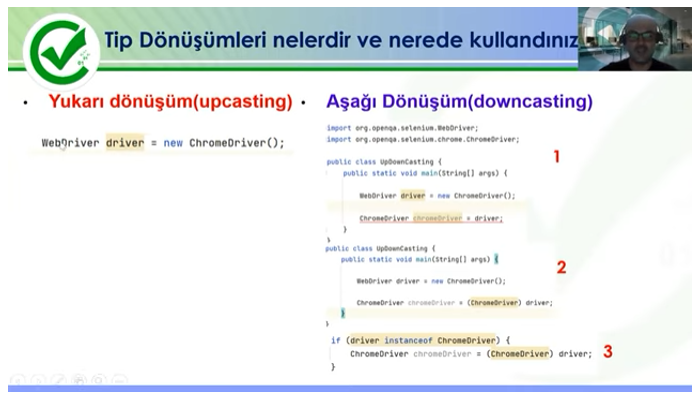 Tip Dönüşümleri nelerdir ve nerede kullandınız
• Yukarı dönüşüm(upcasting)
WebDriver driver = new ChromeDriver();
• Aşağı Dönüşüm(downcasting)
import org.openqa.selenium.WebDriver;
import org.openqa.selenium.chrome.ChromeDriver;
1
public class UpDownCasting {
public static void main(String[] args) {
WebDriver driver = new ChromeDriver();
ChromeDriver chromeDriver = driver;
}
}
public class UpDownCasting {
public static void main(String[] args) {
2
WebDriver driver = new ChromeDriver();
ChromeDriver chromeDriver = (ChromeDriver) driver;
}
}
if (driver instanceof ChromeDriver) {
ChromeDriver chromeDriver = (ChromeDriver) driver;
3
}